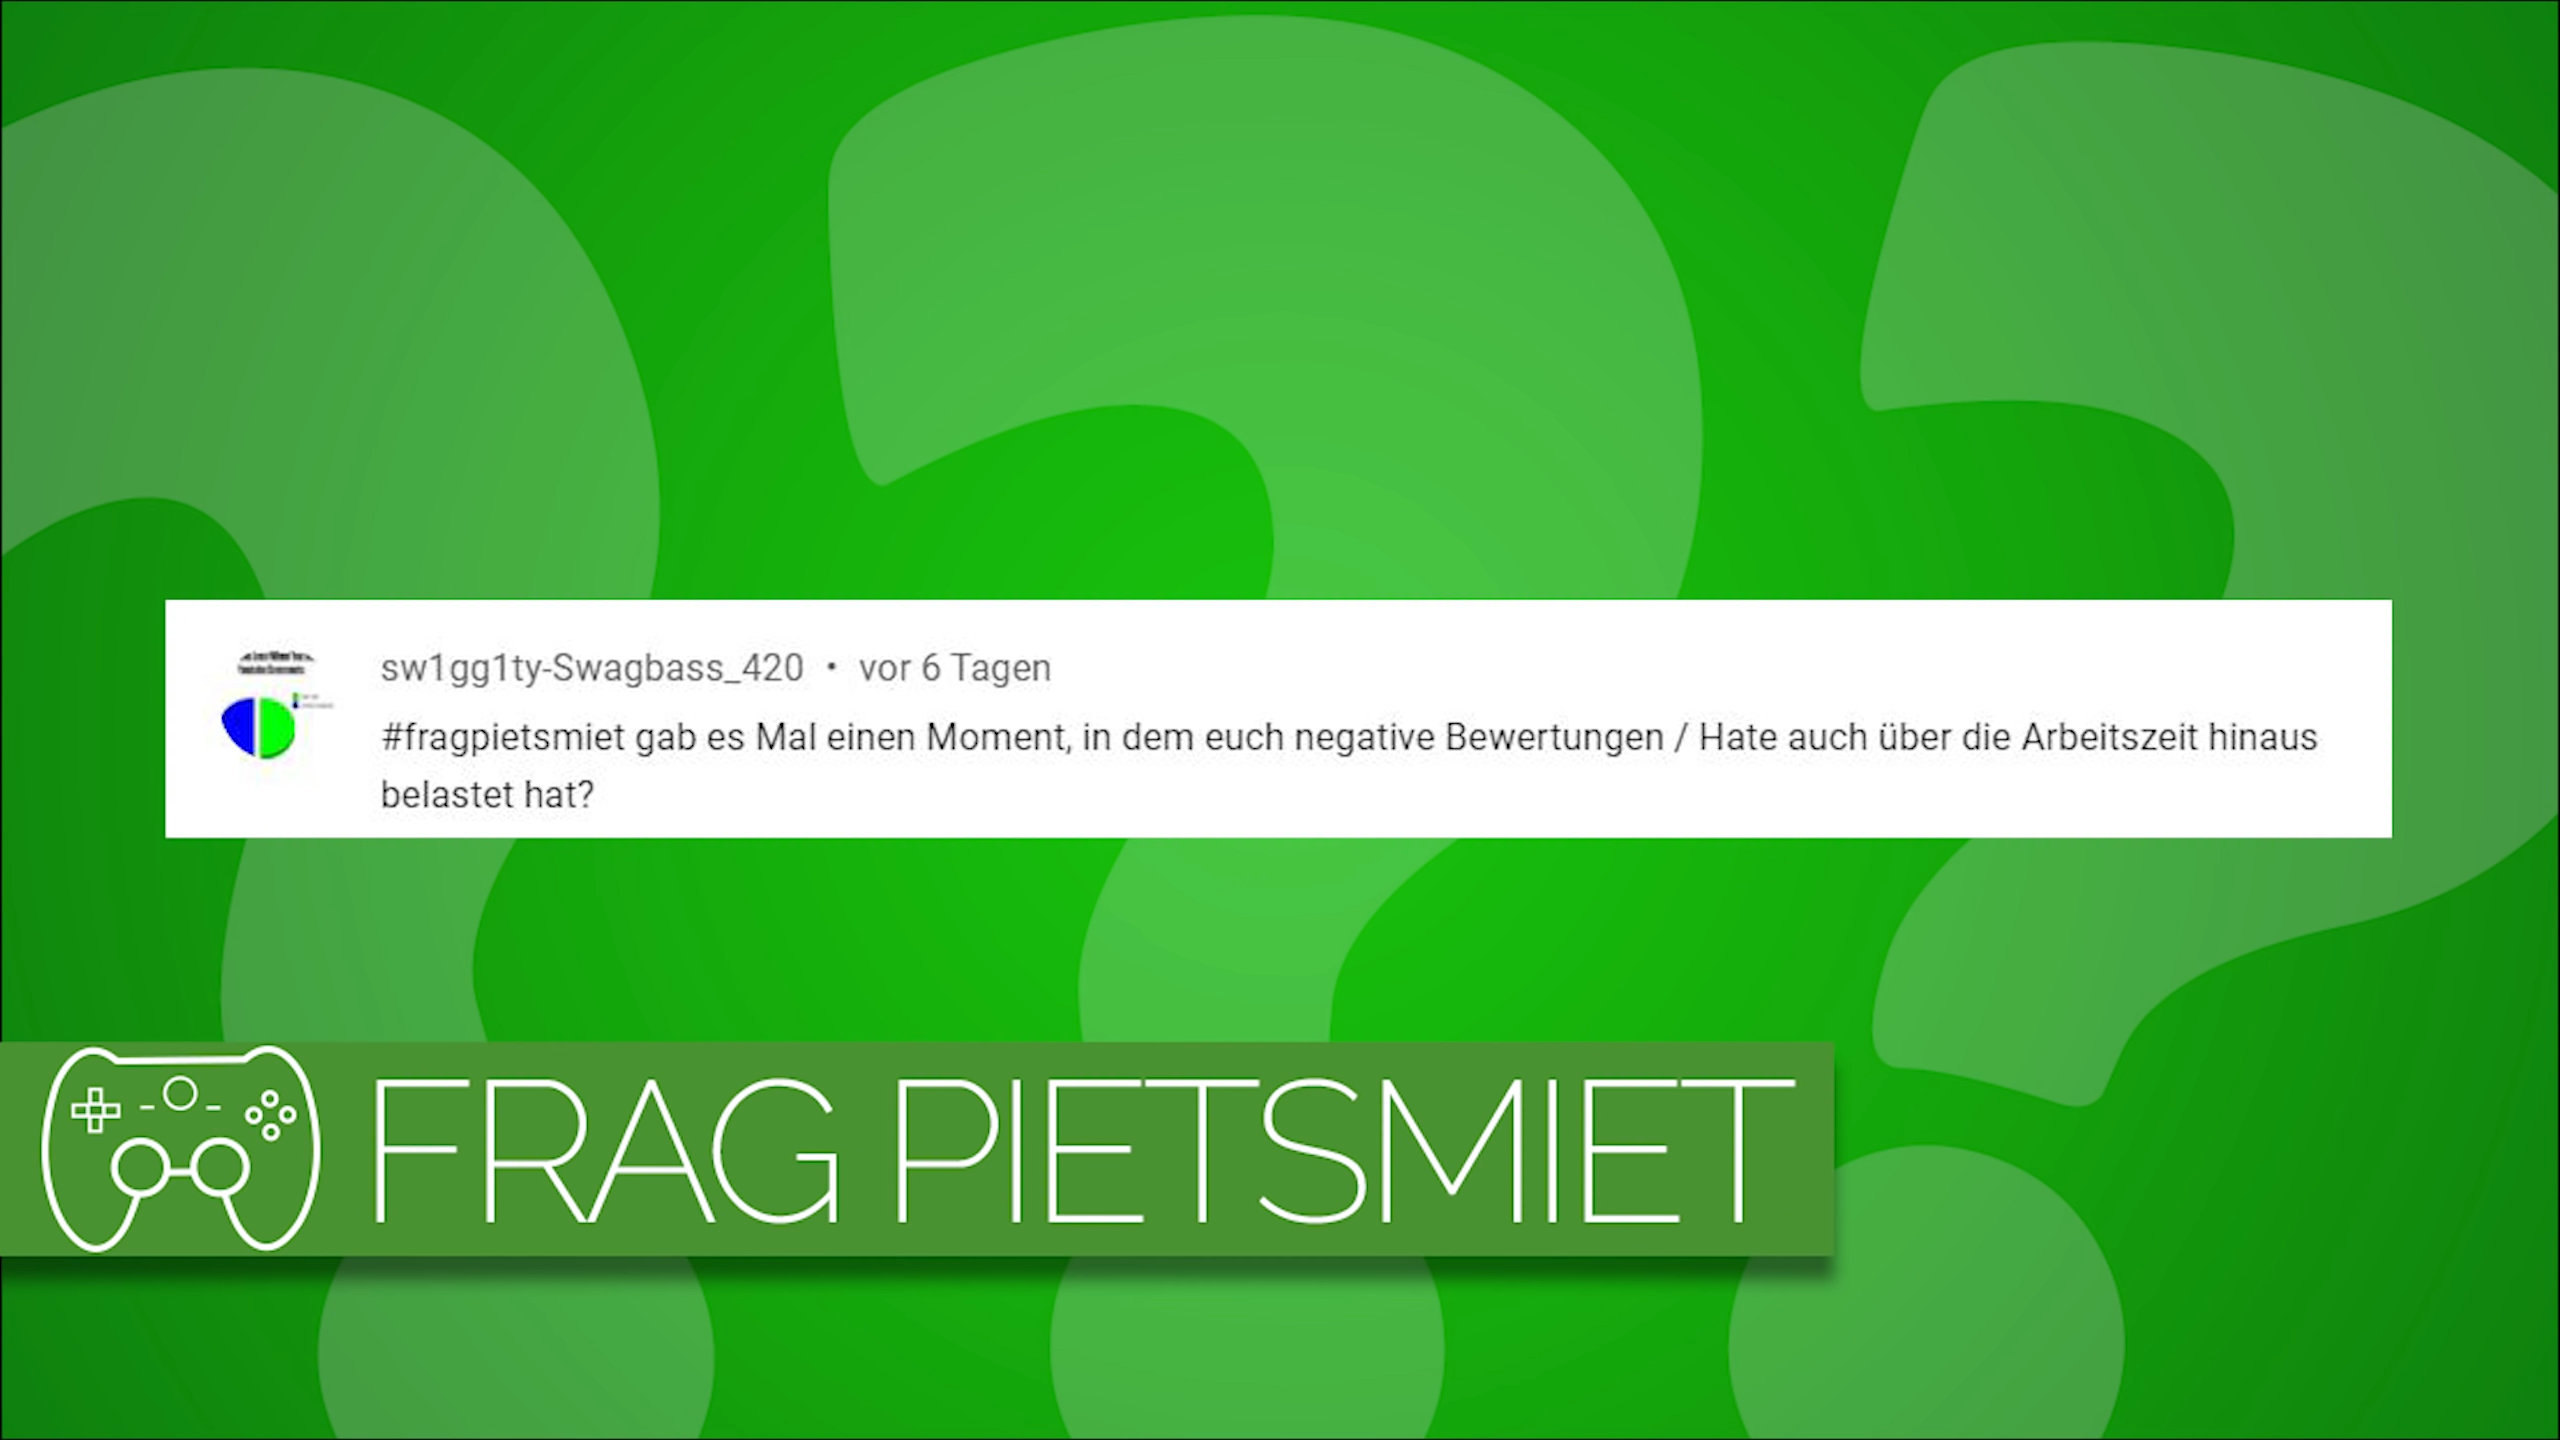 sw1gg1ty-Swagbass_420 • vor 6 Tagen
#fragpietsmiet gab es Mal einen Moment, in dem euch negative Bewertungen / Hate auch über die Arbeitszeit hinaus
belastet hat?
FRAG PIETSMIET